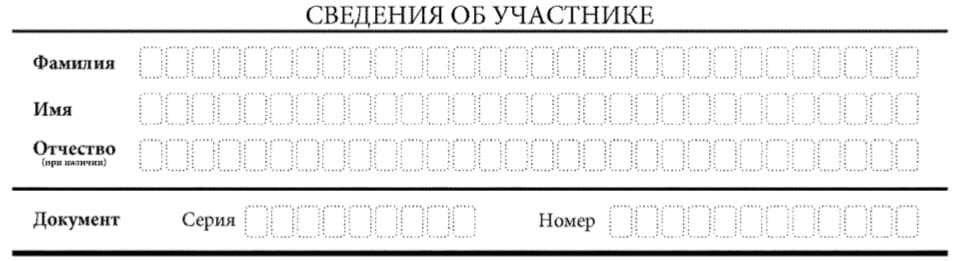 СВЕДЕНИЯ ОБ УЧАСТНИКЕ
Фамилия
Имя
Отчество
(при наличии)
Документ Серия Номер